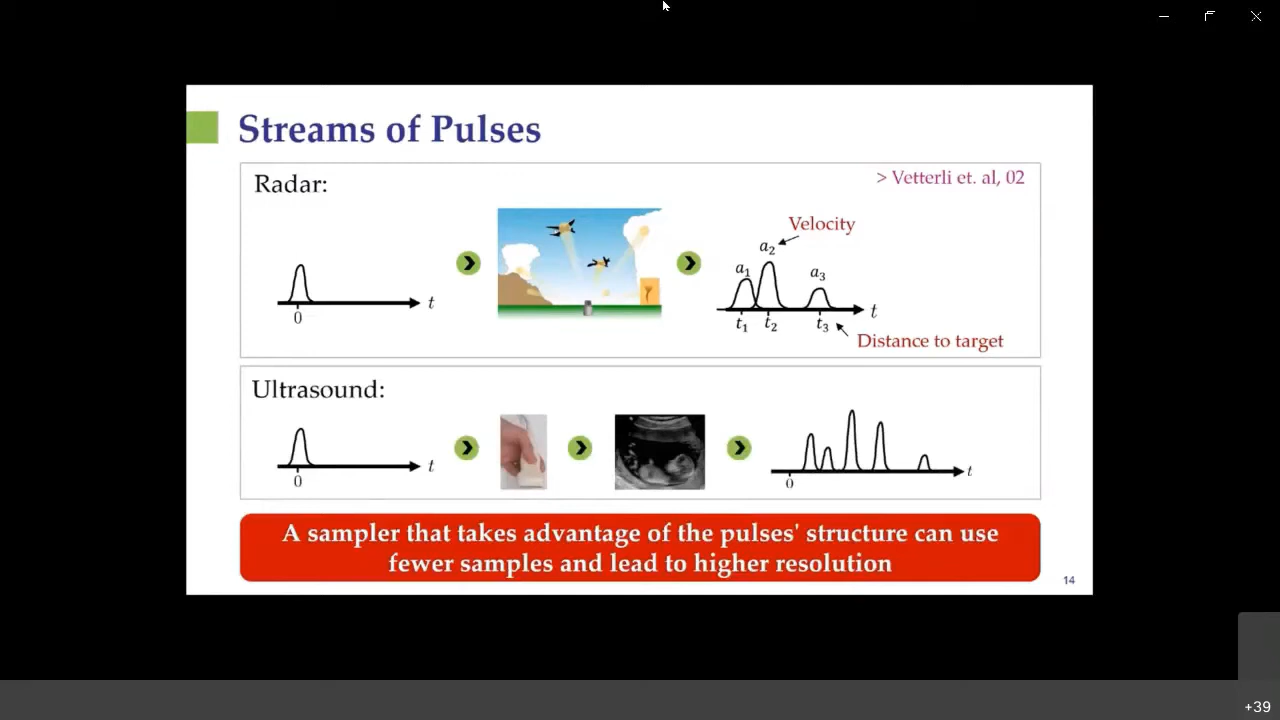 Streams of Pulses
Radar:
> Vetterli et. al, 02
Velocity
a₁ a₂ a₃
t
0
t₁ t₂ t₃
t
Distance to target
Ultrasound:
t
0
t
0
A sampler that takes advantage of the pulses' structure can use
fewer samples and lead to higher resolution
14
+39